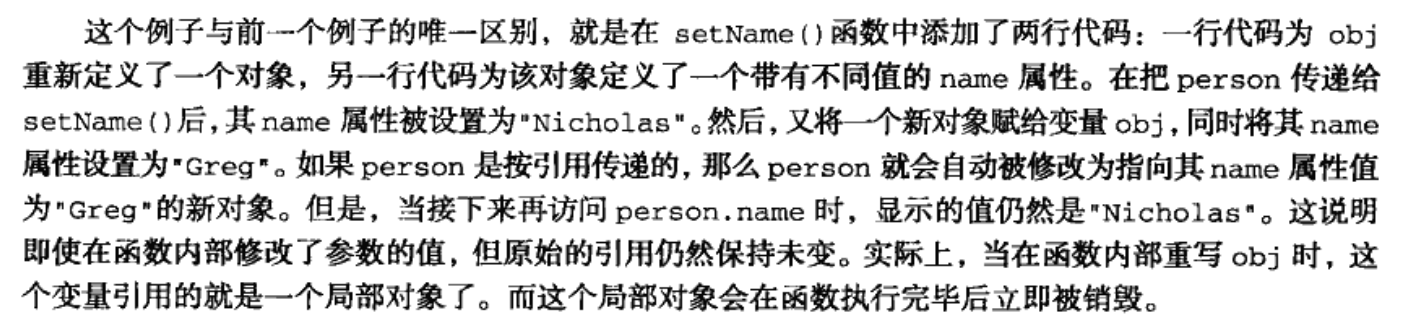 这个例子与前一个例子的唯一区别，就是在 setName()函数中添加了两行代码：一行代码为 obj
重新定义了一个对象，另一行代码为该对象定义了一个带有不同值的 name 属性。在把 person 传递给
setName()后，其 name 属性被设置为"Nicholas"。然后，又将一个新对象赋给变量 obj，同时将其 name
属性设置为"Greg"。如果 person 是按引用传递的，那么 person 就会自动被修改为指向其 name 属性值
为"Greg"的新对象。但是，当接下来再访问 person.name 时，显示的值仍然是"Nicholas"。这说明
即使在函数内部修改了参数的值，但原始的引用仍然保持未变。实际上，当在函数内部重写 obj 时，这
个变量引用的就是一个局部对象了。而这个局部对象会在函数执行完毕后立即被销毁。